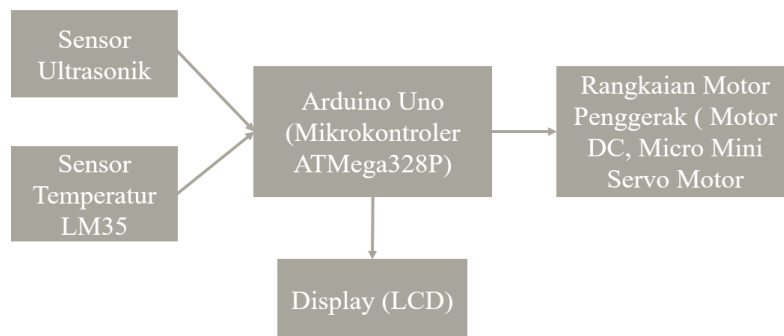 Sensor
Ultrasonik
Sensor
Temperatur
LM35
Arduino Uno
(Mikrokontroler
ATMega328P)
Rangkaian Motor
Penggerak ( Motor
DC, Micro Mini
Servo Motor
Display (LCD)